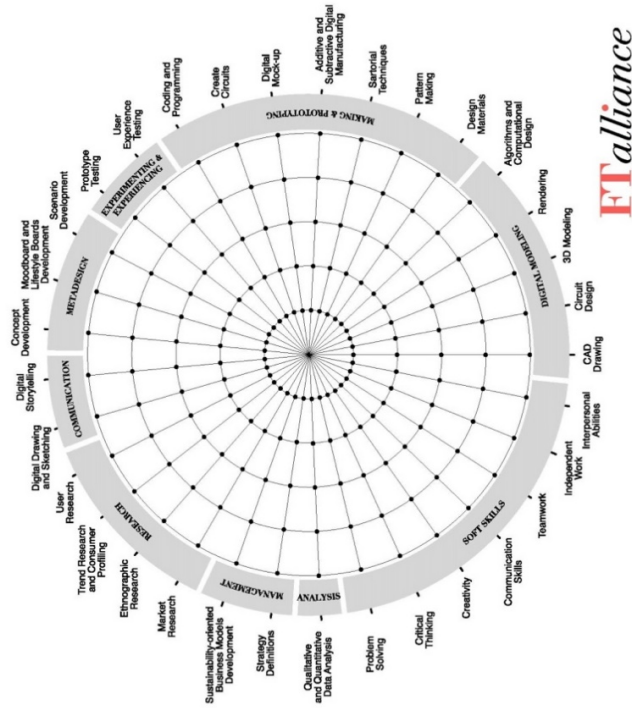 Concept
Development
Moodboard and
Lifestyle Boards
Development
Scenario
Development
Prototype
Testing
User
Experience
Testing
Coding and
Programming
Create
Circuits
Digital
Mock-up
Additive and
Subtractive Digital
Manufacturing
Sartorial
Techniques
Pattern
Making
Design
Materials
Algorithms and
Computational
Design
Rendering
3D Modeling
Circuit
Design
CAD
Drawing
Interpersonal
Abilities
Independent
Work
Teamwork
Communication
Skills
Creativity
Critical
Thinking
Problem
Solving
Qualitative
and Quantitative
Data Analysis
Strategy
Definitions
Sustainability-oriented
Business Models
Development
Market
Research
Ethnographic
Research
Trend Research
and Consumer
Profiling
User
Research
Digital Drawing
and Sketching
Digital
Storytelling
METADESIGN
EXPERIMENTING &
EXPERIENCING
MAKING & PROTOTYPING
DIGITAL MODELING
SOFT SKILLS
ANALYSIS
MANAGEMENT
RESEARCH
COMMUNICATION
FTalliance